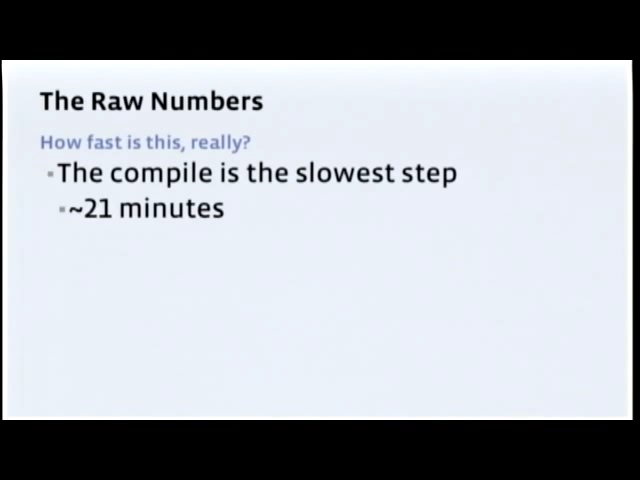 The Raw Numbers
How fast is this, really?
▪The compile is the slowest step
▪~21 minutes